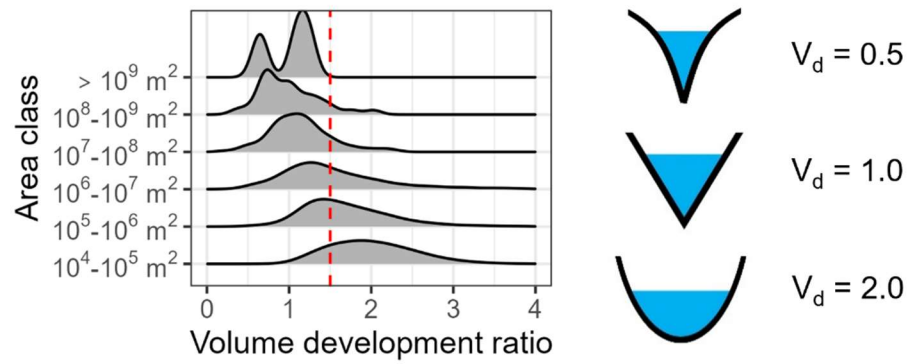 Area class
> 10⁹ m²
10⁸-10⁹ m²
10⁷-10⁸ m²
10⁶-10⁷ m²
10⁵-10⁶ m²
10⁴-10⁵ m²
0 1 2 3 4
Volume development ratio
V_d = 0.5
V_d = 1.0
V_d = 2.0